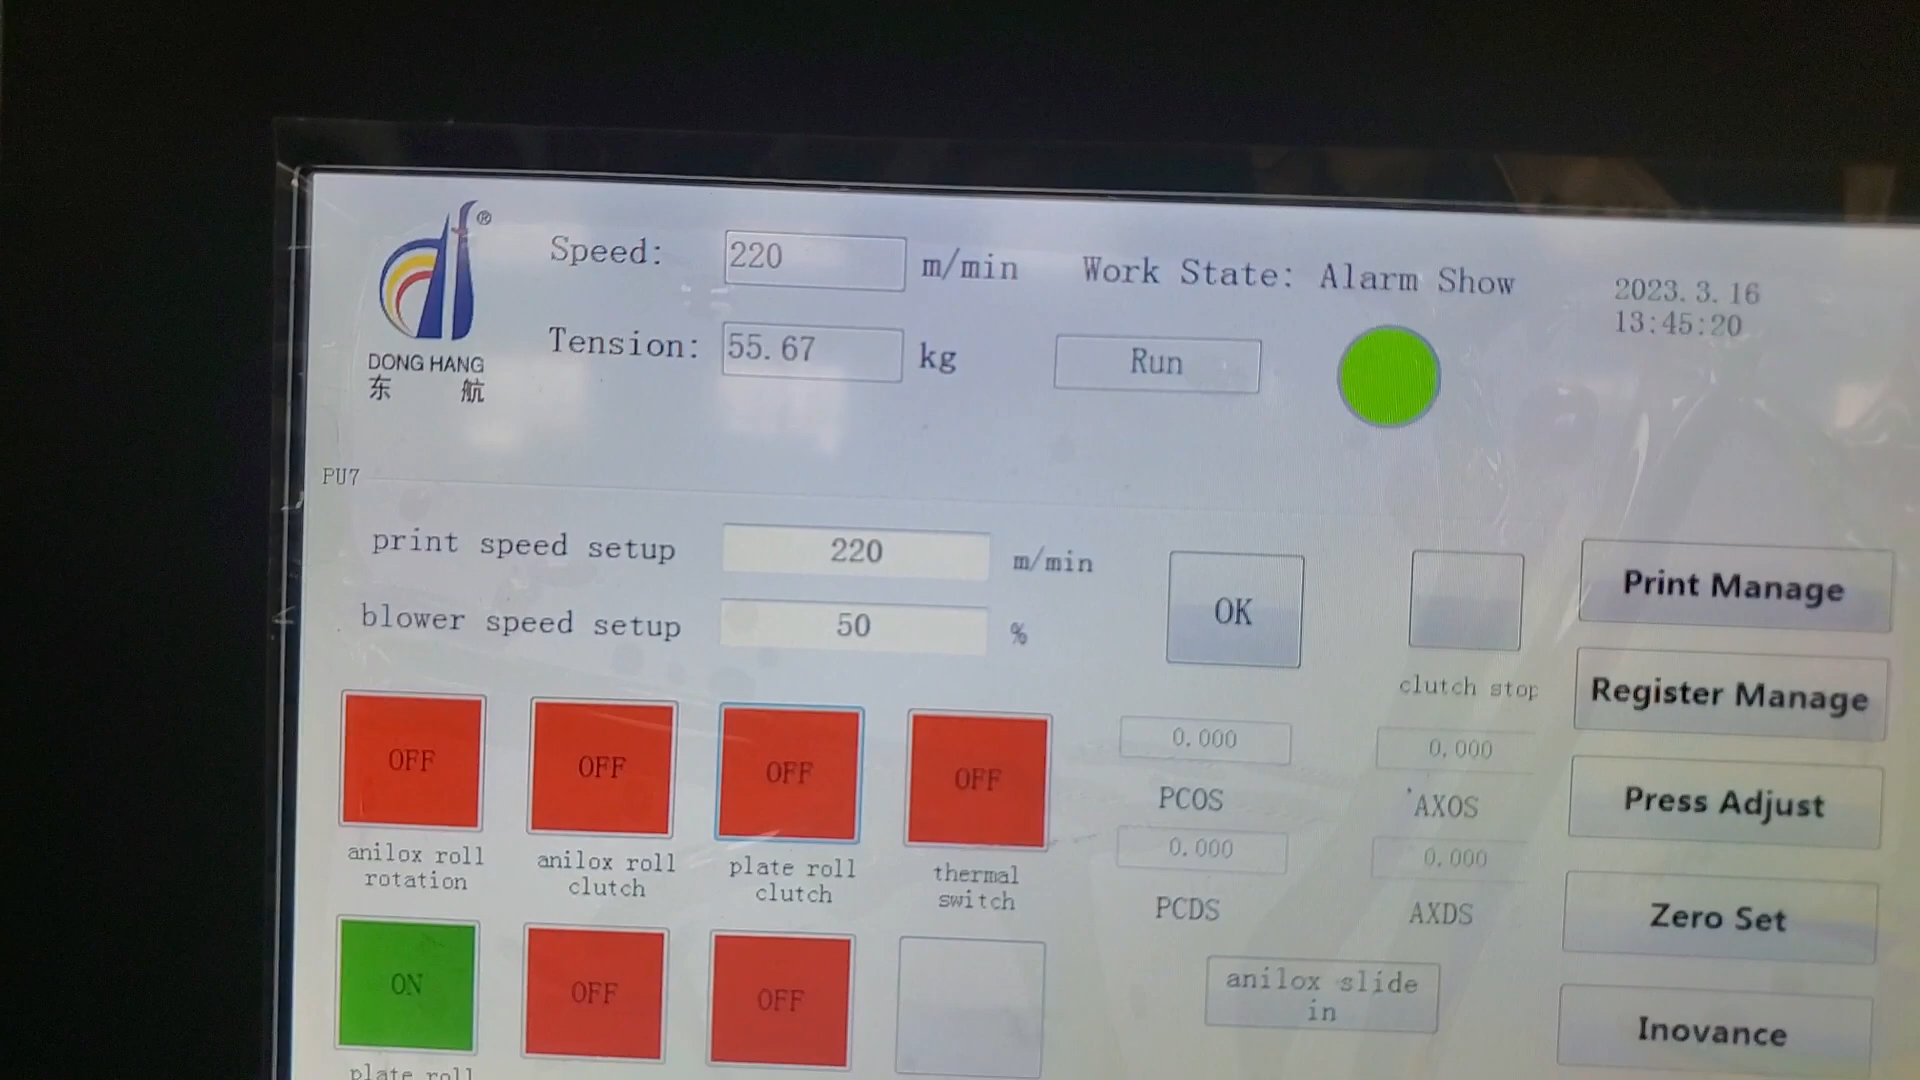 Speed: 220 m/min Work State: Alarm Show
2023. 3. 16
13:45:20
Tension: 55.67 kg Run
®
DONG HANG
东 航
PU7
print speed setup 220 m/min
blower speed setup 50 %
OK
clutch stop
Print Manage
Register Manage
Press Adjust
Zero Set
Inovance
OFF OFF OFF OFF
anilox roll rotation
anilox roll clutch
plate roll clutch
thermal switch
0.000 0.000
PCOS AXOS
0.000 0.000
PCDS AXDS
ON OFF OFF
anilox slide
in
plate roll